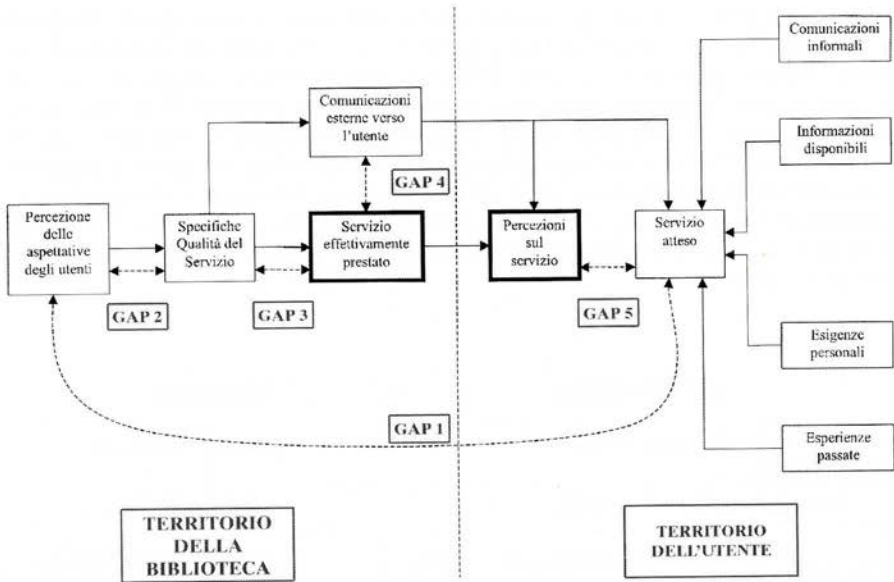 Comunicazioni
informali
Comunicazioni
esterne verso
l'utente
Informazioni
disponibili
GAP 4
Percezione
delle
aspettative
degli utenti
Specifiche
Qualità del
Servizio
Servizio
effettivamente
prestato
Percezioni
sul
servizio
Servizio
atteso
GAP 2
GAP 3
GAP 5
Esigenze
personali
GAP 1
Esperienze
passate
TERRITORIO
DELLA
BIBLIOTECA
TERRITORIO
DELL'UTENTE